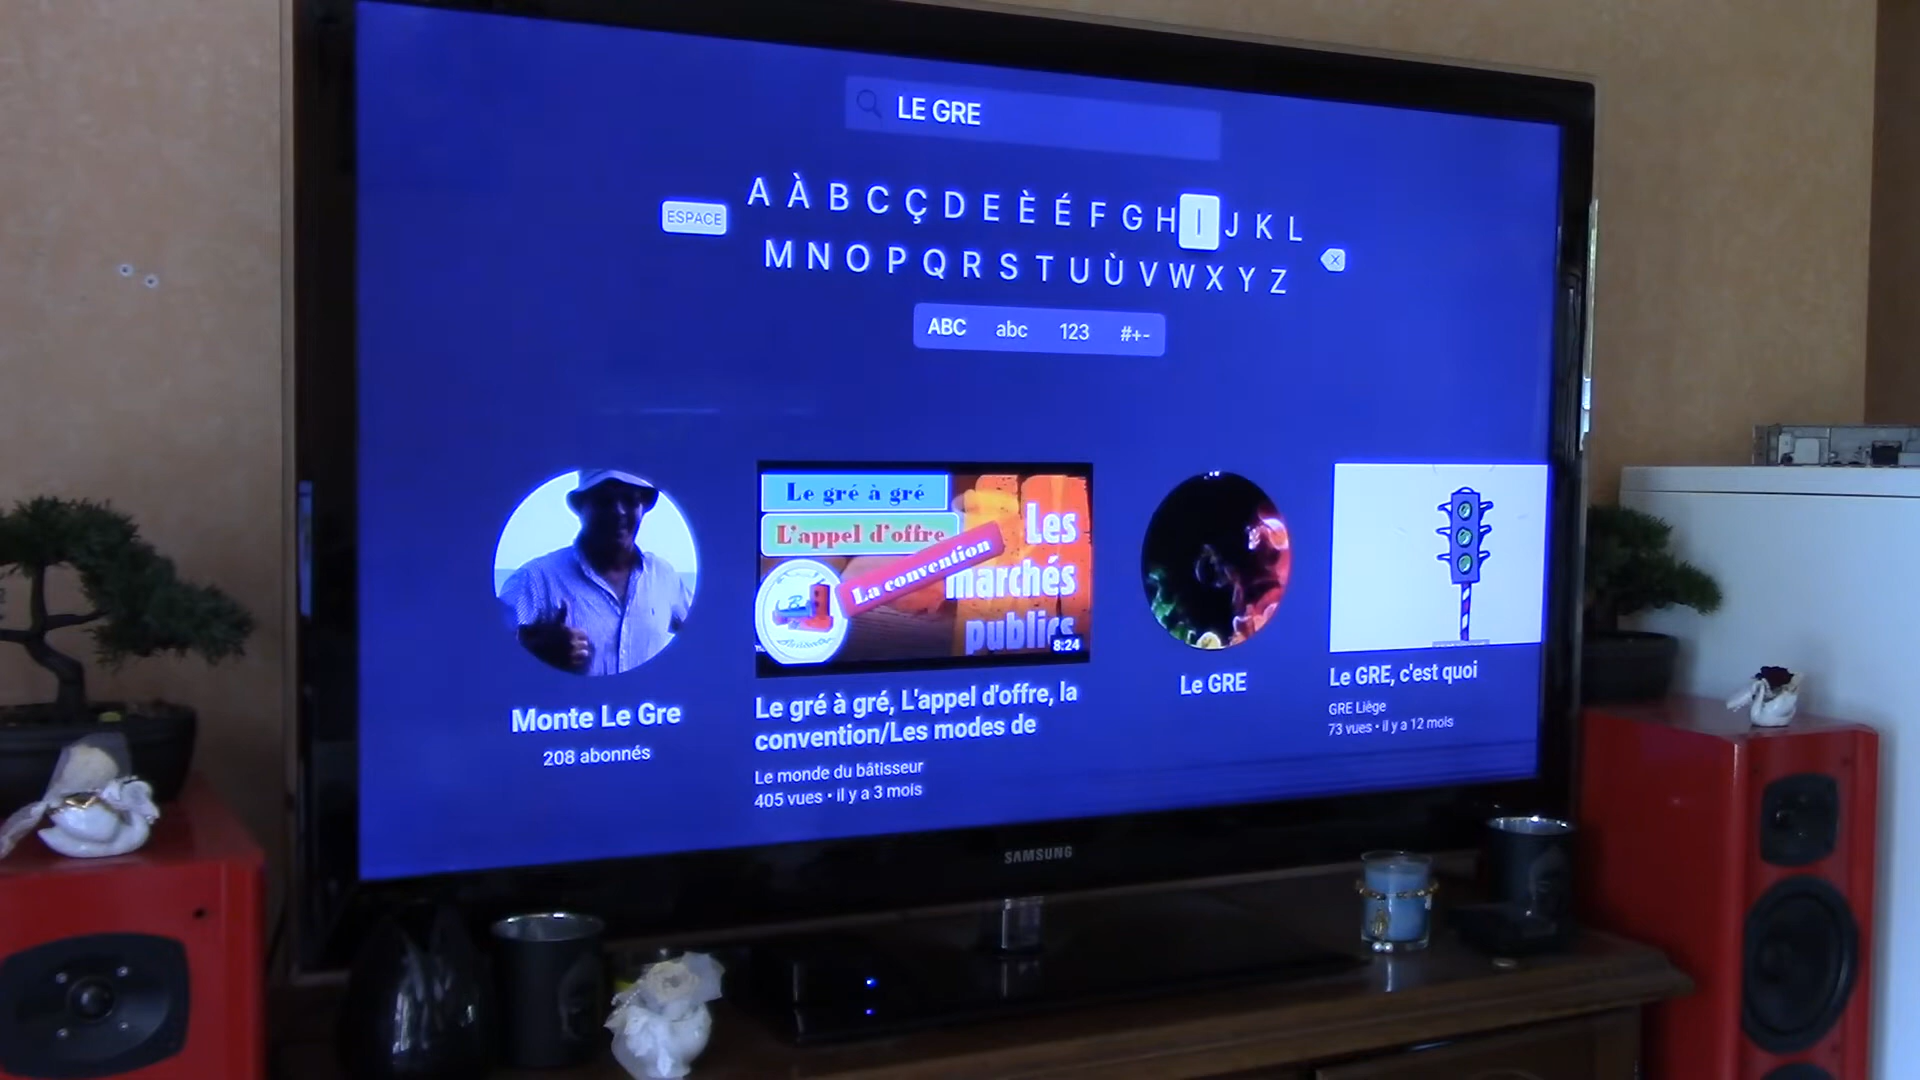 LE GRE
A À B C Ç D E È É F G H I J K L
ESPACE
M N O P Q R S T U Ù V W X Y Z
ABC abc 123 #+-
Le gré à gré
L'appel d'offre
La convention
Les
marchés
publics
8:24
Monte Le Gre
208 abonnés
Le gré à gré, L'appel d'offre, la
convention/Les modes de
Le monde du bâtisseur
405 vues • il y a 3 mois
Le GRE
Le GRE, c'est quoi
GRE Liège
73 vues • il y a 12 mois
SAMSUNG